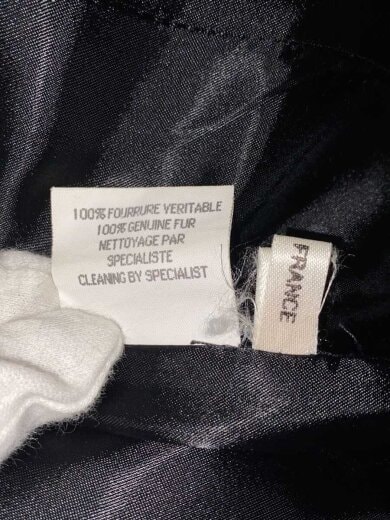 100% FOURRURE VERITABLE
100% GENUINE FUR
NETTOYAGE PAR
SPECIALISTE
CLEANING BY SPECIALIST
FRANCE